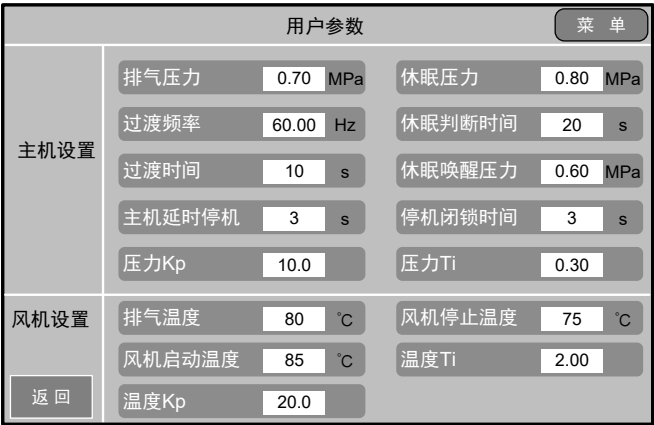 用户参数 菜 单
主机设置
排气压力 0.70 MPa 休眠压力 0.80 MPa
过渡频率 60.00 Hz 休眠判断时间 20 s
过渡时间 10 s 休眠唤醒压力 0.60 MPa
主机延时停机 3 s 停机闭锁时间 3 s
压力Kp 10.0 压力Ti 0.30
风机设置
排气温度 80 °C 风机停止温度 75 °C
风机启动温度 85 °C 温度Ti 2.00
温度Kp 20.0
返 回